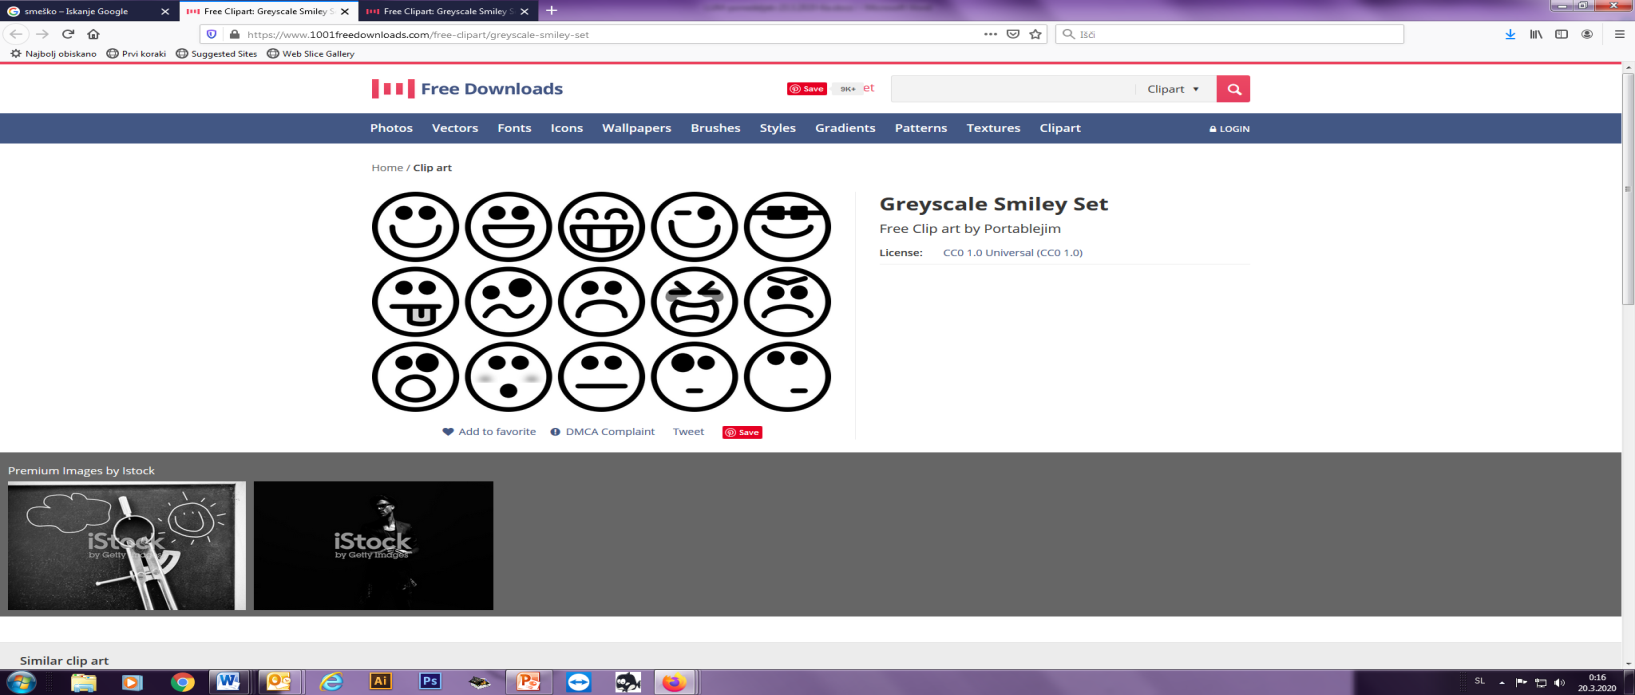 smeško – Iskanje Google
Free Clipart: Greyscale Smiley S
Free Clipart: Greyscale Smiley S
https://www.1001freedownloads.com/free-clipart/greyscale-smiley-set
Išči
Najbolj obiskano Prvi koraki Suggested Sites Web Slice Gallery
Free Downloads
Save 9K+ et
Clipart
Photos Vectors Fonts Icons Wallpapers Brushes Styles Gradients Patterns Textures Clipart
LOGIN
Home / Clip art
Greyscale Smiley Set
Free Clip art by Portablejim
License: CC0 1.0 Universal (CC0 1.0)
Add to favorite DMCA Complaint Tweet Save
Premium Images by Istock
iStock
by Getty Images
iStock
by Getty Images
Similar clip art
Ai Ps
SL
0:16
20.3.2020